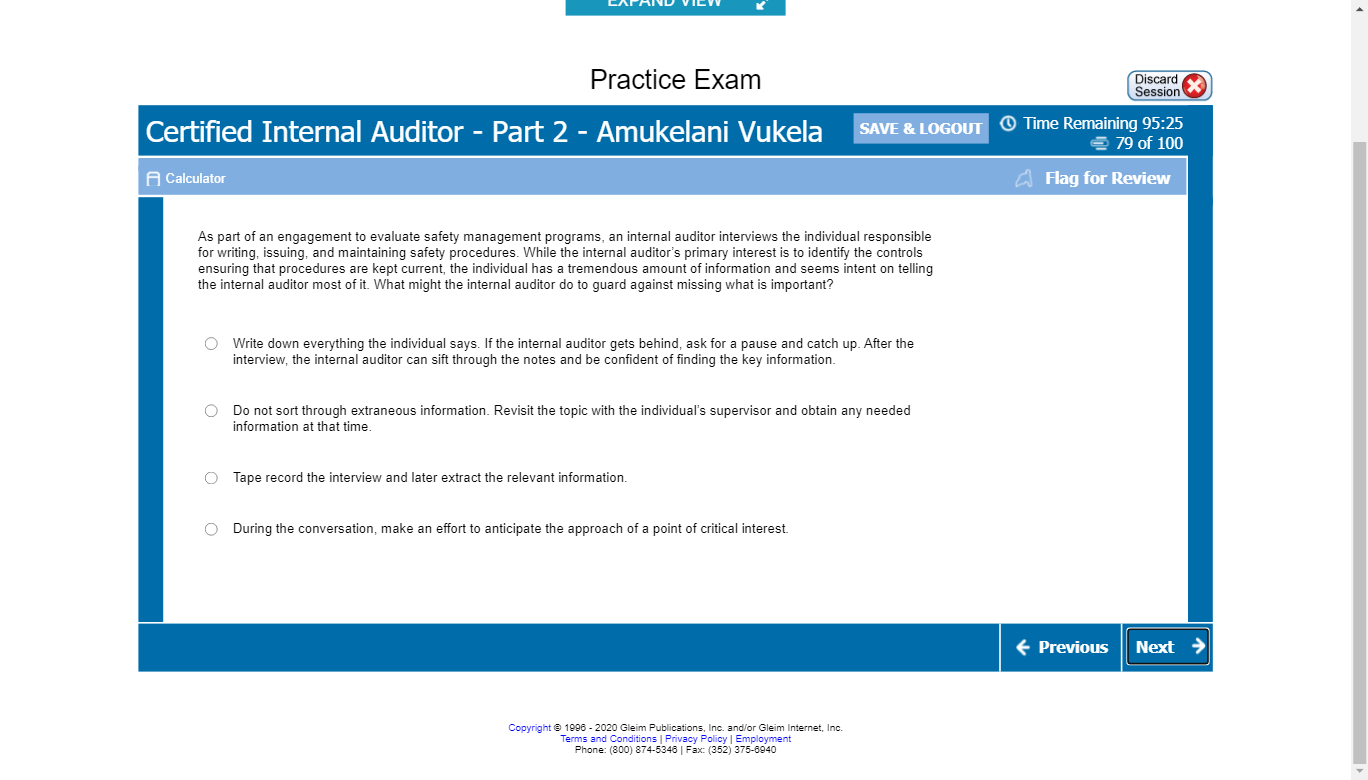 EXPAND VIEW
Practice Exam
Discard
Session
Certified Internal Auditor - Part 2 - Amukelani Vukela
SAVE & LOGOUT
Time Remaining 95:25
79 of 100
Calculator
Flag for Review
As part of an engagement to evaluate safety management programs, an internal auditor interviews the individual responsible
for writing, issuing, and maintaining safety procedures. While the internal auditor's primary interest is to identify the controls
ensuring that procedures are kept current, the individual has a tremendous amount of information and seems intent on telling
the internal auditor most of it. What might the internal auditor do to guard against missing what is important?
Write down everything the individual says. If the internal auditor gets behind, ask for a pause and catch up. After the
interview, the internal auditor can sift through the notes and be confident of finding the key information.
Do not sort through extraneous information. Revisit the topic with the individual's supervisor and obtain any needed
information at that time.
Tape record the interview and later extract the relevant information.
During the conversation, make an effort to anticipate the approach of a point of critical interest.
Previous
Next
Copyright © 1996 - 2020 Gleim Publications, Inc. and/or Gleim Internet, Inc.
Terms and Conditions | Privacy Policy | Employment
Phone: (800) 874-5346 | Fax: (352) 375-6940